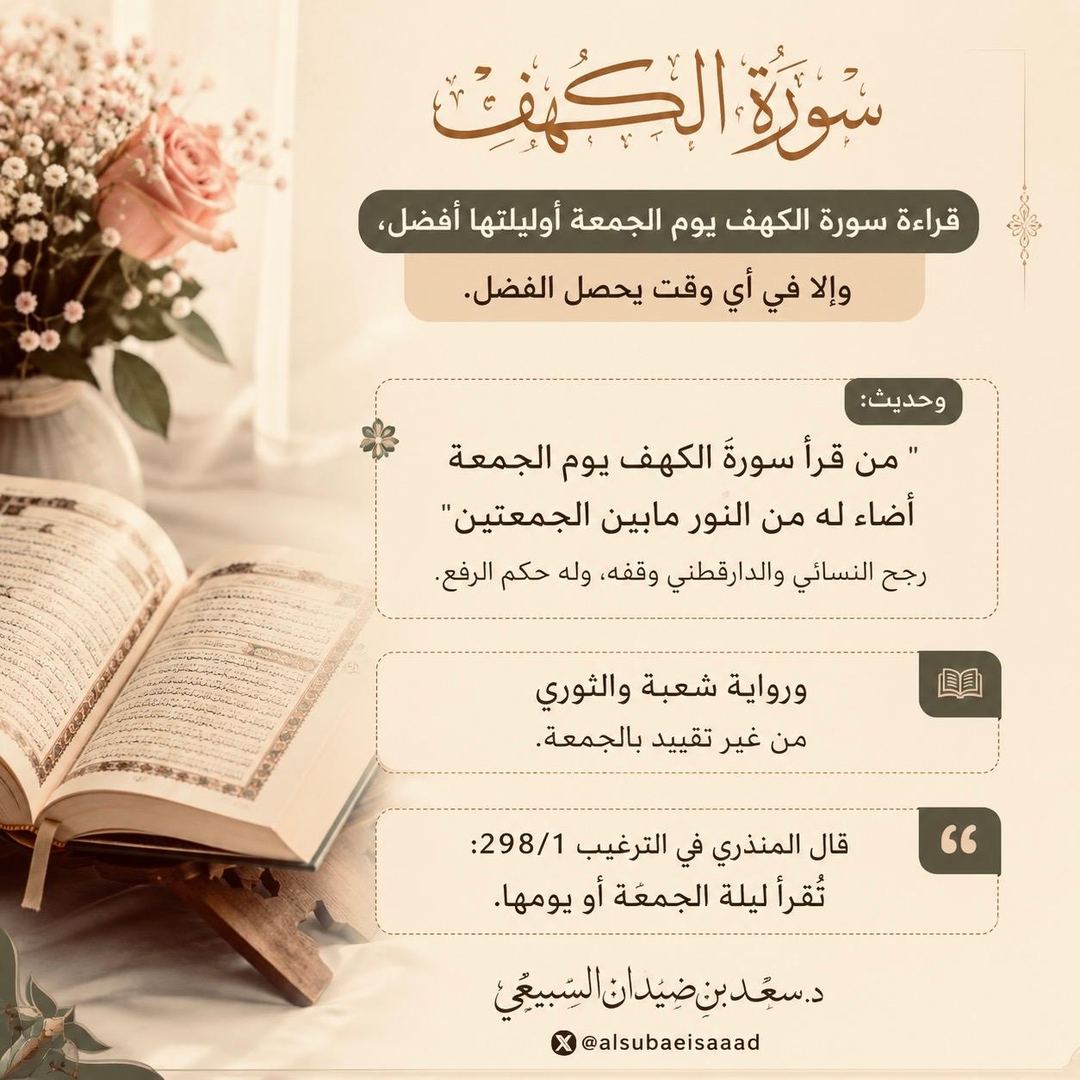 سُورَةُ الكَهْفِ
قراءة سورة الكهف يوم الجمعة أوليلتها أفضل،
وإلا في أي وقت يحصل الفضل.
وحديث:
" من قرأ سورةَ الكهف يوم الجمعة
أضاء له من النور مابين الجمعتين"
رجح النسائي والدارقطني وقفه، وله حكم الرفع.
ورواية شعبة والثوري
من غير تقييد بالجمعة.
قال المنذري في الترغيب 298/1:
تُقرأ ليلة الجمعَة أو يومها.
د.سعد بن ضيدان السبيعي
@alsubaeisaaad